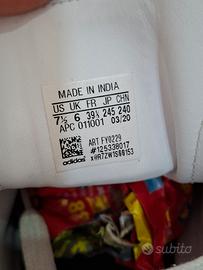 MADE IN INDIA
US UK FR JP CHN
7½ 6 39⅓ 245 240
APC 011001 03/20
ART FY0229
#125338017
adidas
subito